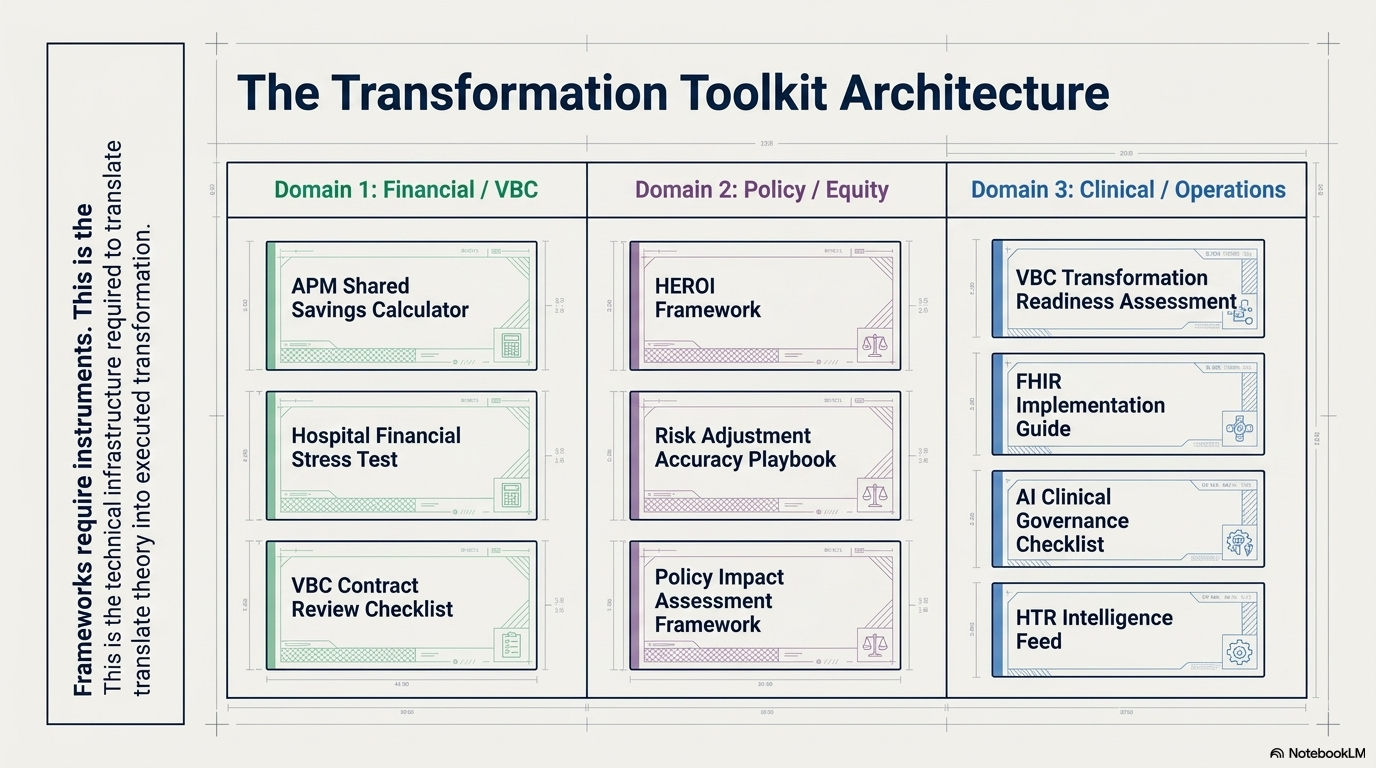 The Transformation Toolkit Architecture
Frameworks require instruments. This is the
This is the technical infrastructure required to translate
translate theory into executed transformation.
Domain 1: Financial / VBC
APM Shared
Savings Calculator
Hospital Financial
Stress Test
VBC Contract
Review Checklist
Domain 2: Policy / Equity
HEROI
Framework
Risk Adjustment
Accuracy Playbook
Policy Impact
Assessment
Framework
Domain 3: Clinical / Operations
VBC Transformation
Readiness Assessment
FHIR
Implementation
Guide
AI Clinical
Governance
Checklist
HTR Intelligence
Feed
NotebookLM